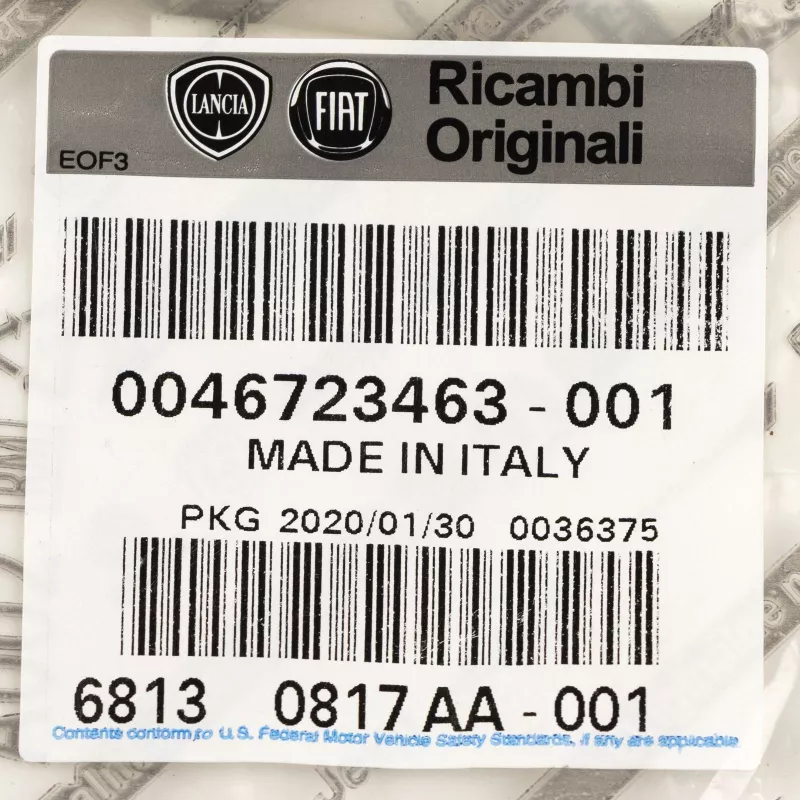 LANCIA
FIAT
Ricambi
Originali
EOF3
0046723463 - 001
MADE IN ITALY
PKG 2020/01/30 0036375
6813 0817 AA - 001
Contents conform to U.S. Federal Motor Vehicle Safety Standards, if any are applicable